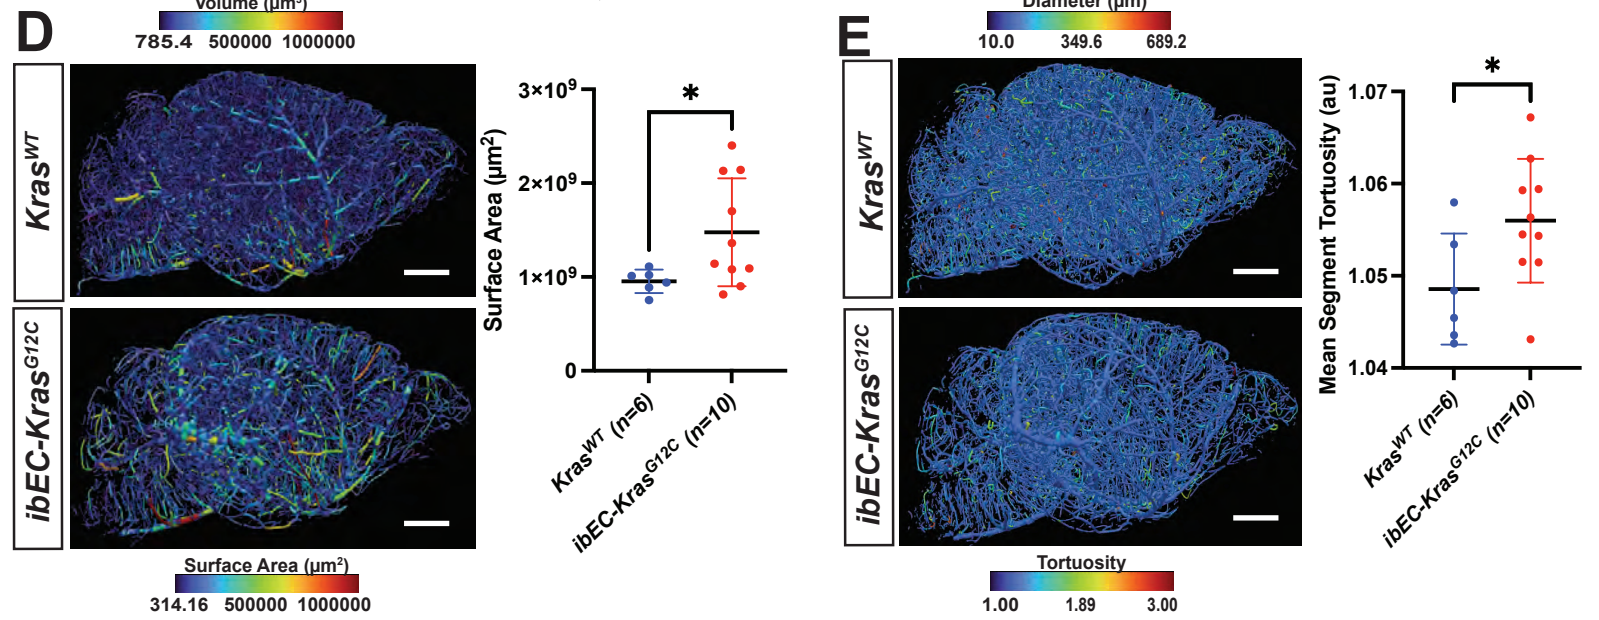 D
Volume (µm³)
785.4 500000 1000000
Kras^WT
ibEC-Kras^G12C
Surface Area (µm²)
314.16 500000 1000000
Surface Area (µm²)
3×10⁹
2×10⁹
1×10⁹
0
*
Kras^WT (n=6)
ibEC-Kras^G12C (n=10)
E
Diameter (µm)
10.0 349.6 689.2
Kras^WT
ibEC-Kras^G12C
Tortuosity
1.00 1.89 3.00
Mean Segment Tortuosity (au)
1.07
1.06
1.05
1.04
*
Kras^WT (n=6)
ibEC-Kras^G12C (n=10)